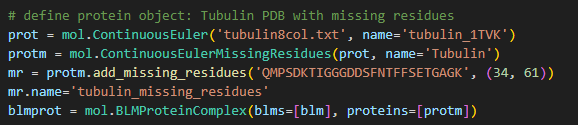 # define protein object: Tubulin PDB with missing residues
prot = mol.ContinuousEuler('tubulin8col.txt', name='tubulin_1TVK')
protm = mol.ContinuousEulerMissingResidues(prot, name='Tubulin')
mr = protm.add_missing_residues('QMPSDKTIGGGDDSFNTFFSETGAGK', (34, 61))
mr.name='tubulin_missing_residues'
blmprot = mol.BLMProteinComplex(blms=[blm], proteins=[protm])